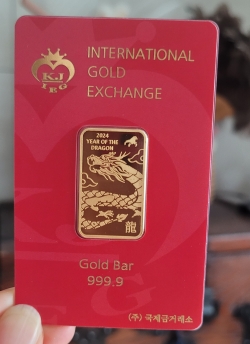 KJ
IEG
INTERNATIONAL
GOLD
EXCHANGE
2024
YEAR OF THE
DRAGON
龍
Gold Bar
999.9
(주) 국제금거래소